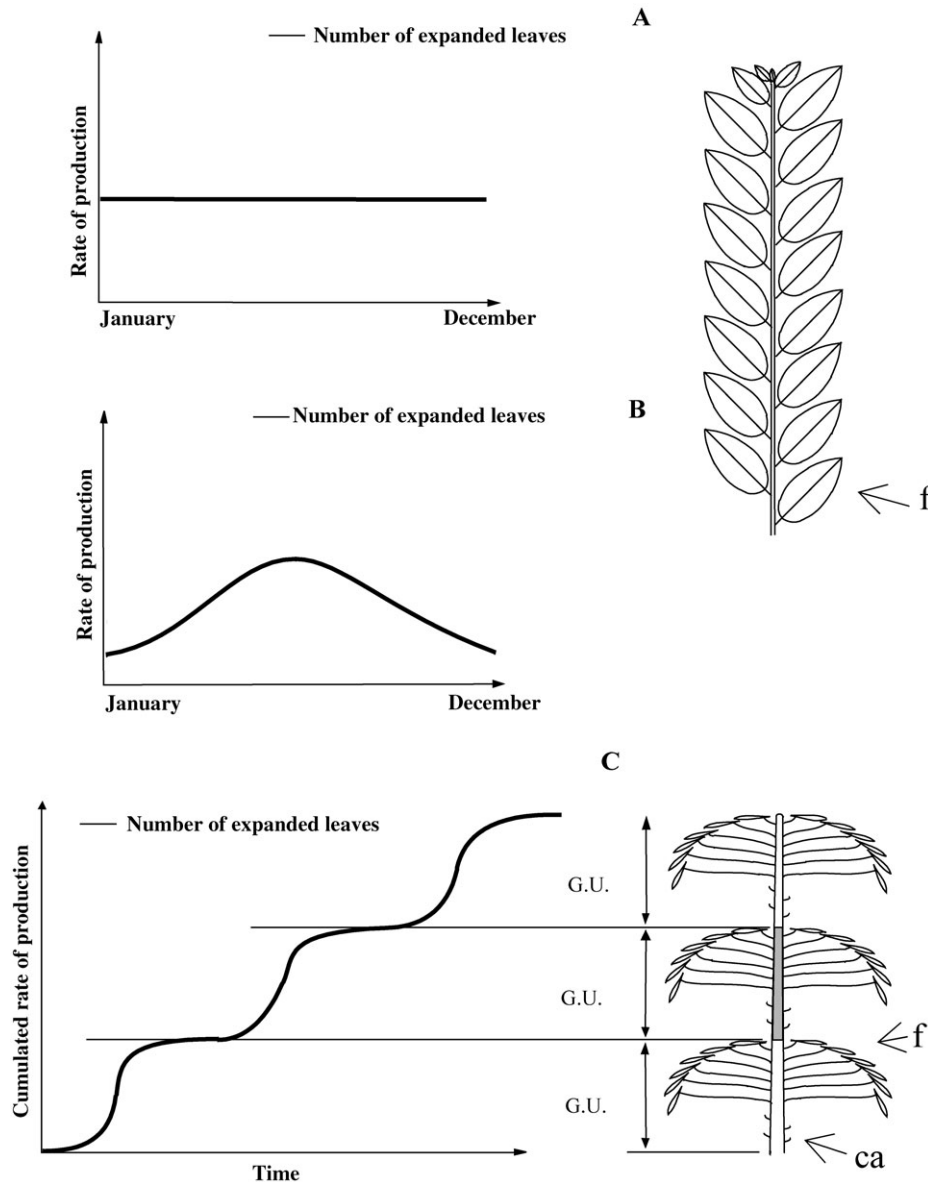 A
Number of expanded leaves
Rate of production
January
December
f
B
Number of expanded leaves
Rate of production
January
December
C
Number of expanded leaves
Cumulated rate of production
G.U.
G.U.
G.U.
f
ca
Time